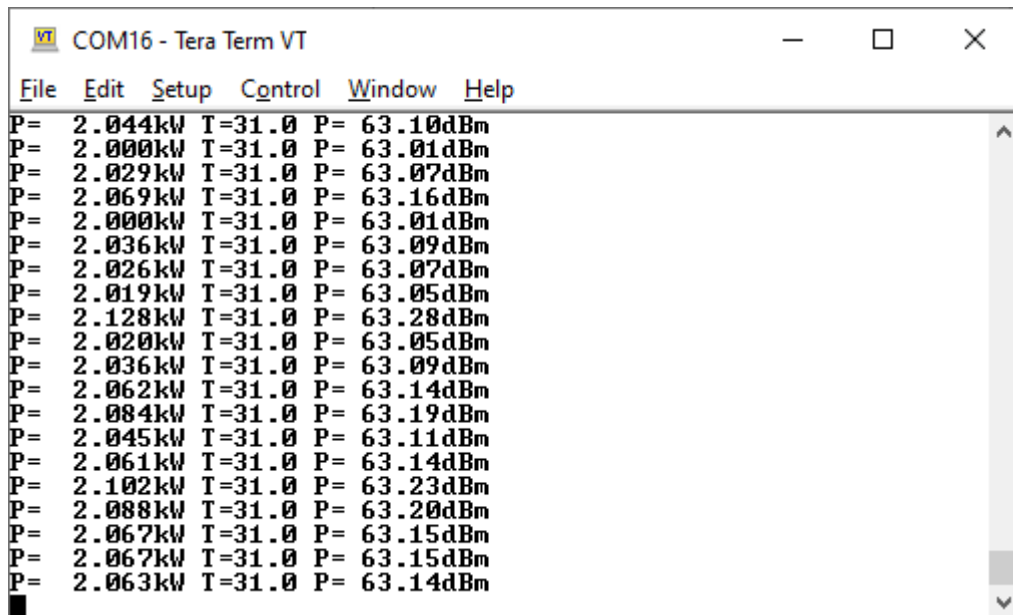 COM16 - Tera Term VT
File Edit Setup Control Window Help
P=  2.044kW T=31.0 P= 63.10dBm
P=  2.000kW T=31.0 P= 63.01dBm
P=  2.029kW T=31.0 P= 63.07dBm
P=  2.069kW T=31.0 P= 63.16dBm
P=  2.000kW T=31.0 P= 63.01dBm
P=  2.036kW T=31.0 P= 63.09dBm
P=  2.026kW T=31.0 P= 63.07dBm
P=  2.019kW T=31.0 P= 63.05dBm
P=  2.128kW T=31.0 P= 63.28dBm
P=  2.020kW T=31.0 P= 63.05dBm
P=  2.036kW T=31.0 P= 63.09dBm
P=  2.062kW T=31.0 P= 63.14dBm
P=  2.084kW T=31.0 P= 63.19dBm
P=  2.045kW T=31.0 P= 63.11dBm
P=  2.061kW T=31.0 P= 63.14dBm
P=  2.102kW T=31.0 P= 63.23dBm
P=  2.088kW T=31.0 P= 63.20dBm
P=  2.067kW T=31.0 P= 63.15dBm
P=  2.067kW T=31.0 P= 63.15dBm
P=  2.063kW T=31.0 P= 63.14dBm